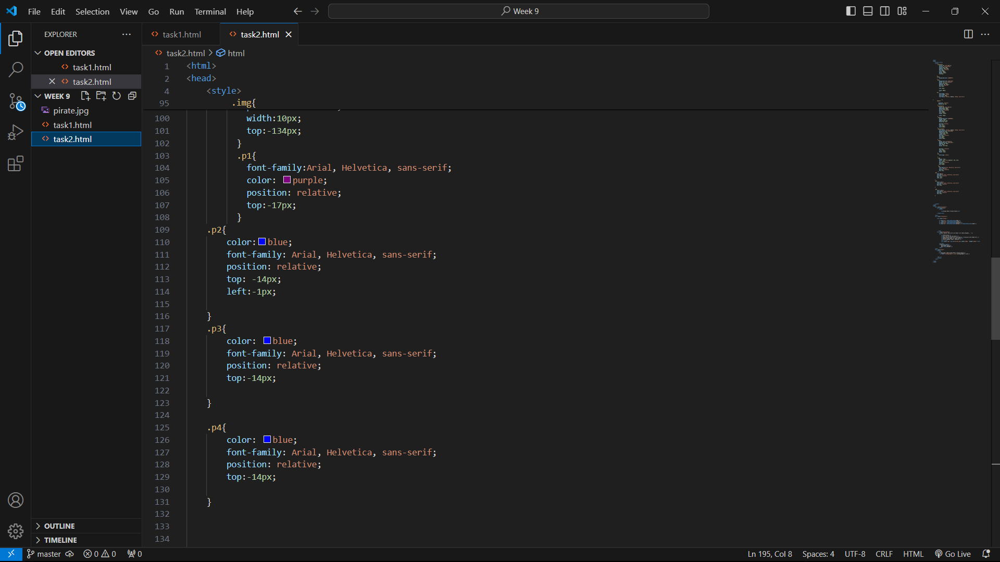 File Edit Selection View Go Run Terminal Help
Week 9
EXPLORER
task1.html
task2.html
OPEN EDITORS
task1.html
task2.html
WEEK 9
pirate.jpg
task1.html
task2.html
task2.html > html
1 <html>
2 <head>
4 <style>
95 .img{
100 width:10px;
101 top:-134px;
102 }
103 .p1{
104 font-family:Arial, Helvetica, sans-serif;
105 color: purple;
106 position: relative;
107 top:-17px;
108 }
109 .p2{
110 color:blue;
111 font-family: Arial, Helvetica, sans-serif;
112 position: relative;
113 top: -14px;
114 left:-1px;
115
116 }
117 .p3{
118 color: blue;
119 font-family: Arial, Helvetica, sans-serif;
120 position: relative;
121 top:-14px;
122
123 }
124
125 .p4{
126 color: blue;
127 font-family: Arial, Helvetica, sans-serif;
128 position: relative;
129 top:-14px;
130
131 }
132
133
134
OUTLINE
TIMELINE
master 0 0 0 Ln 195, Col 8 Spaces: 4 UTF-8 CRLF HTML Go Live